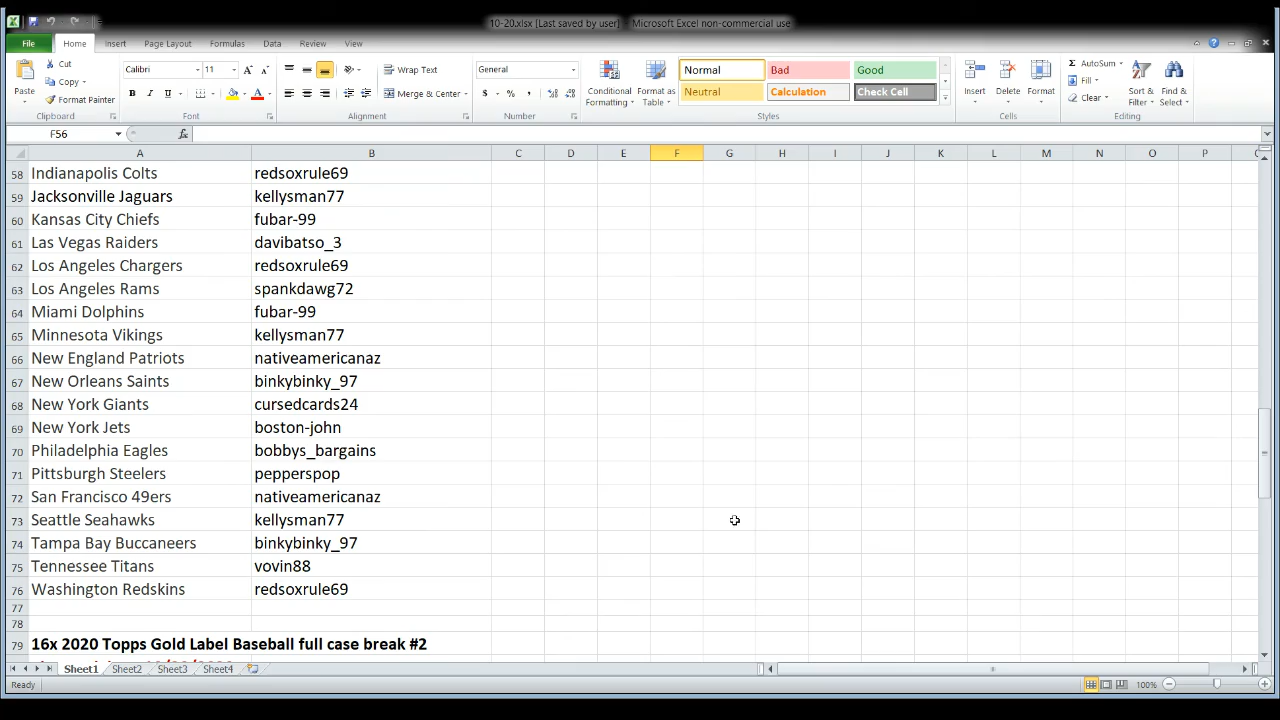 10-20.xlsx [Last saved by user] - Microsoft Excel non-commercial use
File Home Insert Page Layout Formulas Data Review View
Cut Calibri 11 Wrap Text General Normal Bad Good AutoSum
Copy Fill
Paste Format Painter B I U Merge & Center $ % , Conditional Formatting Format as Table Neutral Calculation Check Cell Insert Delete Format Clear Sort & Filter Find & Select
Clipboard Font Alignment Number Styles Cells Editing
F56 fx
A B C D E F G H I J K L M N O P
58 Indianapolis Colts redsoxrule69
59 Jacksonville Jaguars kellysman77
60 Kansas City Chiefs fubar-99
61 Las Vegas Raiders davibatso_3
62 Los Angeles Chargers redsoxrule69
63 Los Angeles Rams spankdawg72
64 Miami Dolphins fubar-99
65 Minnesota Vikings kellysman77
66 New England Patriots nativeamericanaz
67 New Orleans Saints binkybinky_97
68 New York Giants cursedcards24
69 New York Jets boston-john
70 Philadelphia Eagles bobbys_bargains
71 Pittsburgh Steelers pepperspop
72 San Francisco 49ers nativeamericanaz
73 Seattle Seahawks kellysman77
74 Tampa Bay Buccaneers binkybinky_97
75 Tennessee Titans vovin88
76 Washington Redskins redsoxrule69
77
78
79 16x 2020 Topps Gold Label Baseball full case break #2
Sheet1 Sheet2 Sheet3 Sheet4
Ready 100%